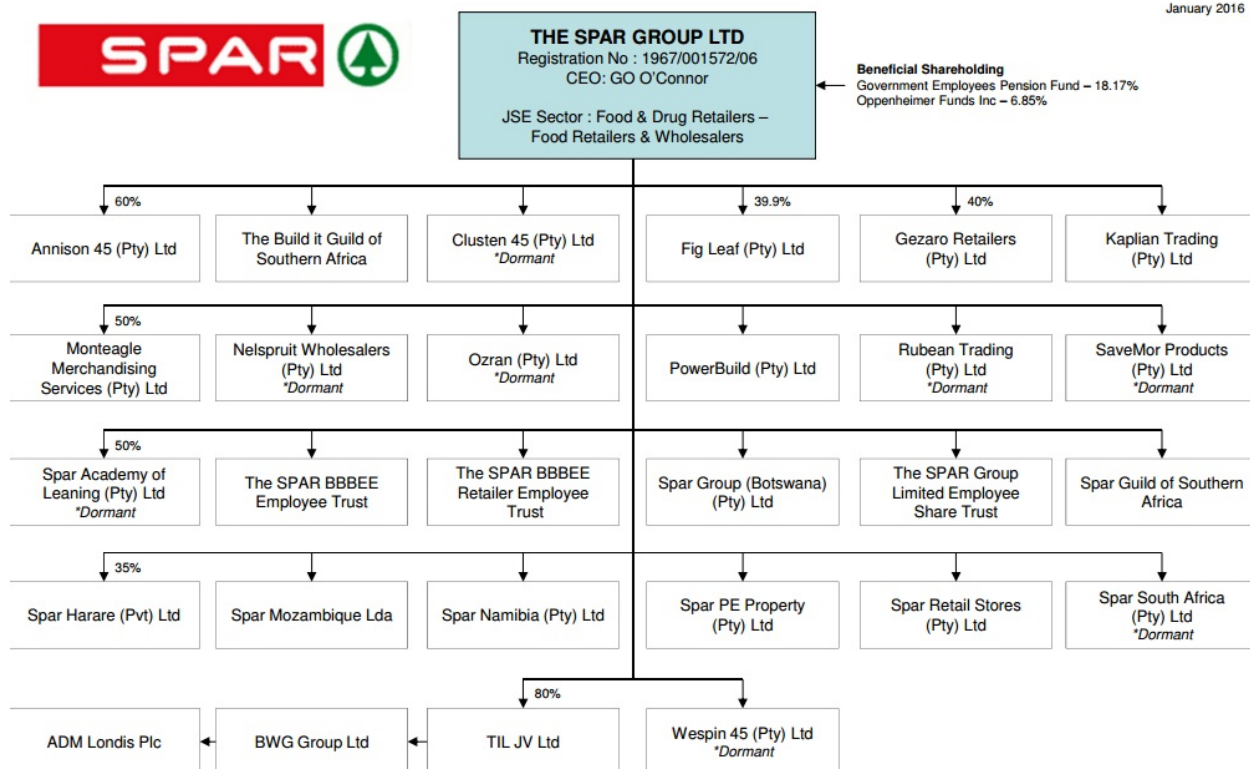 January 2016
SPAR
THE SPAR GROUP LTD
Registration No : 1967/001572/06
CEO: GO O'Connor
JSE Sector : Food & Drug Retailers –
Food Retailers & Wholesalers
Beneficial Shareholding
Government Employees Pension Fund – 18.17%
Oppenheimer Funds Inc – 6.85%
60%
Annison 45 (Pty) Ltd
The Build it Guild of
Southern Africa
Clusten 45 (Pty) Ltd
*Dormant
39.9%
Fig Leaf (Pty) Ltd
40%
Gezaro Retailers
(Pty) Ltd
Kaplian Trading
(Pty) Ltd
50%
Monteagle
Merchandising
Services (Pty) Ltd
Nelspruit Wholesalers
(Pty) Ltd
*Dormant
Ozran (Pty) Ltd
*Dormant
PowerBuild (Pty) Ltd
Rubean Trading
(Pty) Ltd
*Dormant
SaveMor Products
(Pty) Ltd
*Dormant
50%
Spar Academy of
Leaning (Pty) Ltd
*Dormant
The SPAR BBBEE
Employee Trust
The SPAR BBBEE
Retailer Employee
Trust
Spar Group (Botswana)
(Pty) Ltd
The SPAR Group
Limited Employee
Share Trust
Spar Guild of Southern
Africa
35%
Spar Harare (Pvt) Ltd
Spar Mozambique Lda
Spar Namibia (Pty) Ltd
Spar PE Property
(Pty) Ltd
Spar Retail Stores
(Pty) Ltd
Spar South Africa
(Pty) Ltd
*Dormant
80%
ADM Londis Plc
BWG Group Ltd
TIL JV Ltd
Wespin 45 (Pty) Ltd
*Dormant